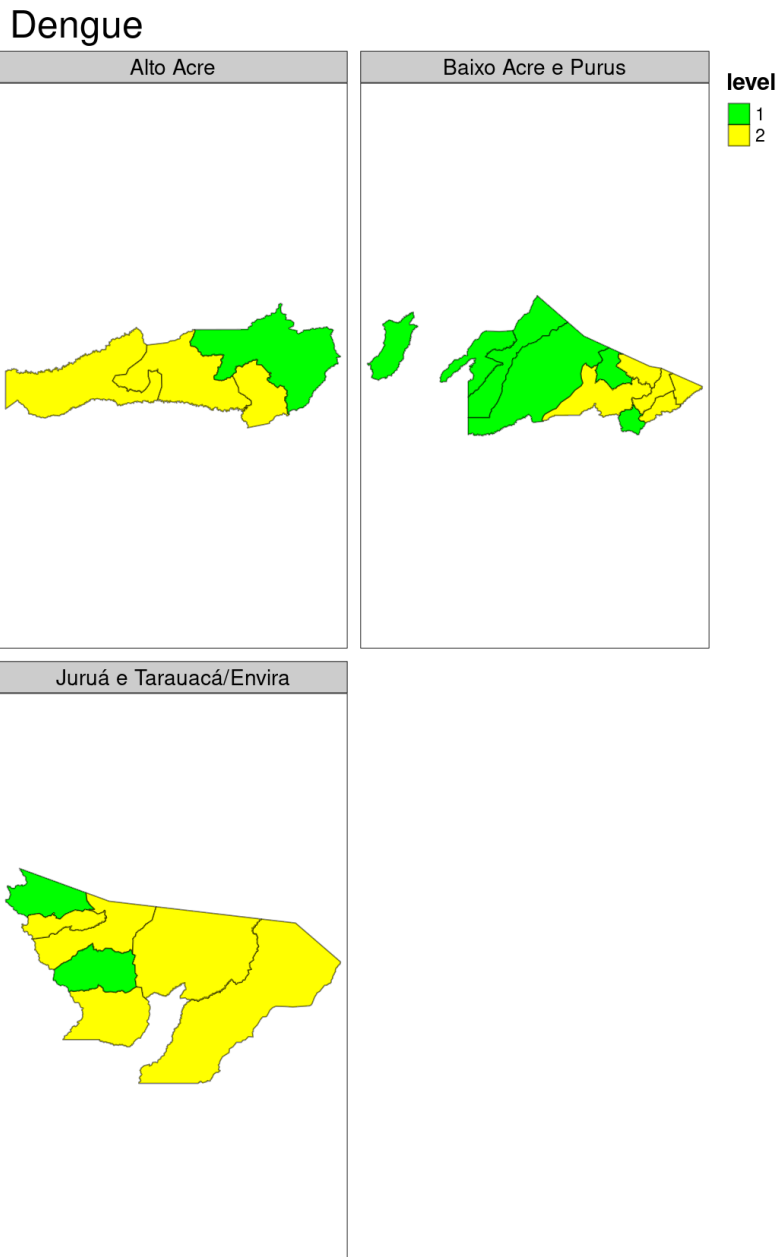 Dengue
Alto Acre
Baixo Acre e Purus
level
1
2
Juruá e Tarauacá/Envira